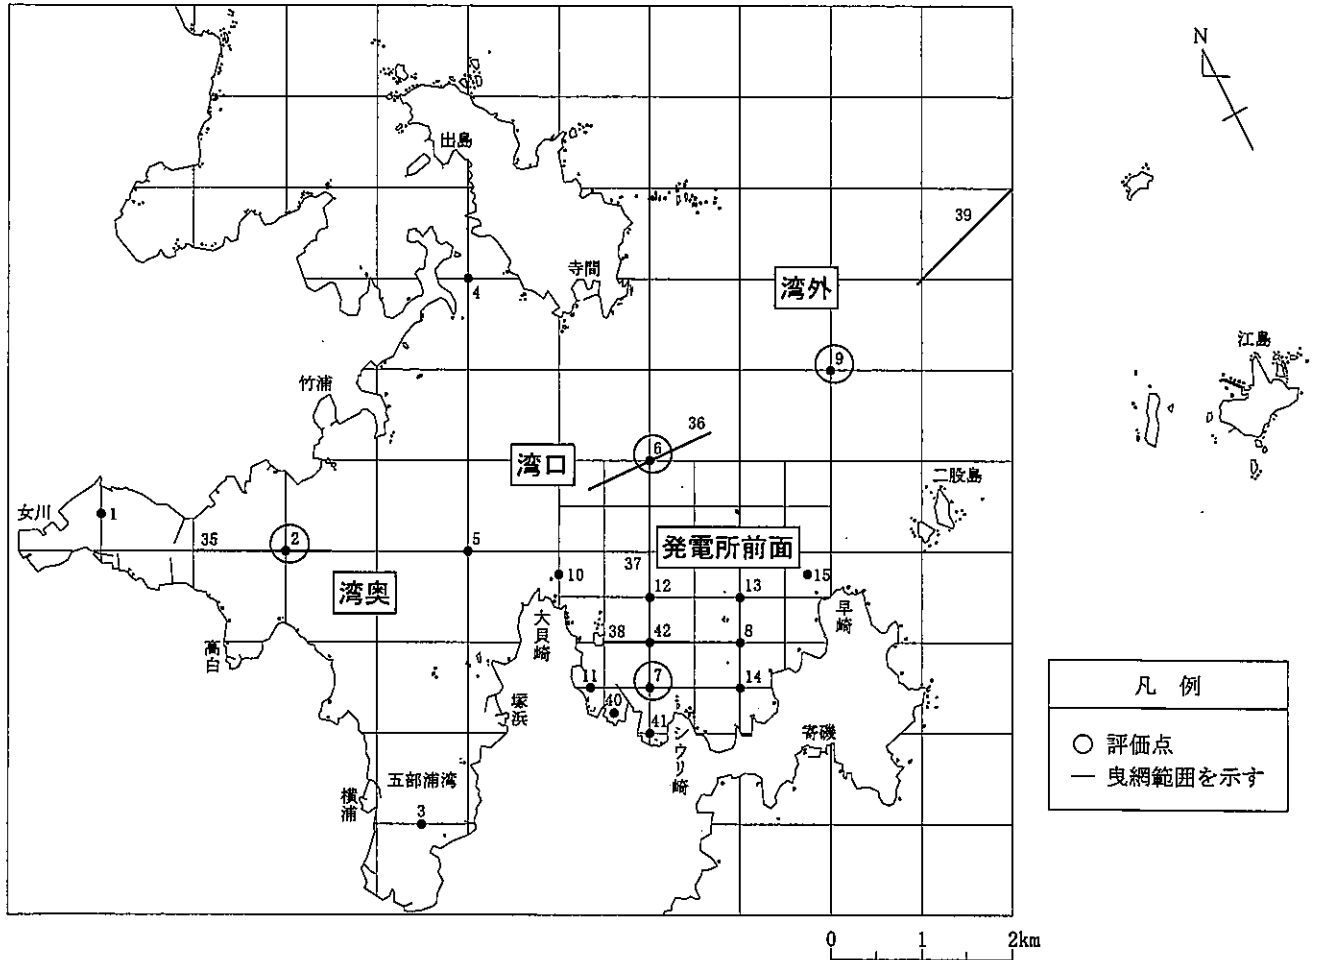 N
出島
39
寺間
湾外
4
9
江島
竹浦
36
湾口
6
二股島
女川
1
35
2
5
37
発電所前面
湾奥
10
12
13
15
大貝崎
早崎
38
42
8
高白
11
7
14
40
塚浜
41
シウリ崎
寄磯
凡 例
○ 評価点
― 曳網範囲を示す
五部浦湾
横浦
3
0 1 2km